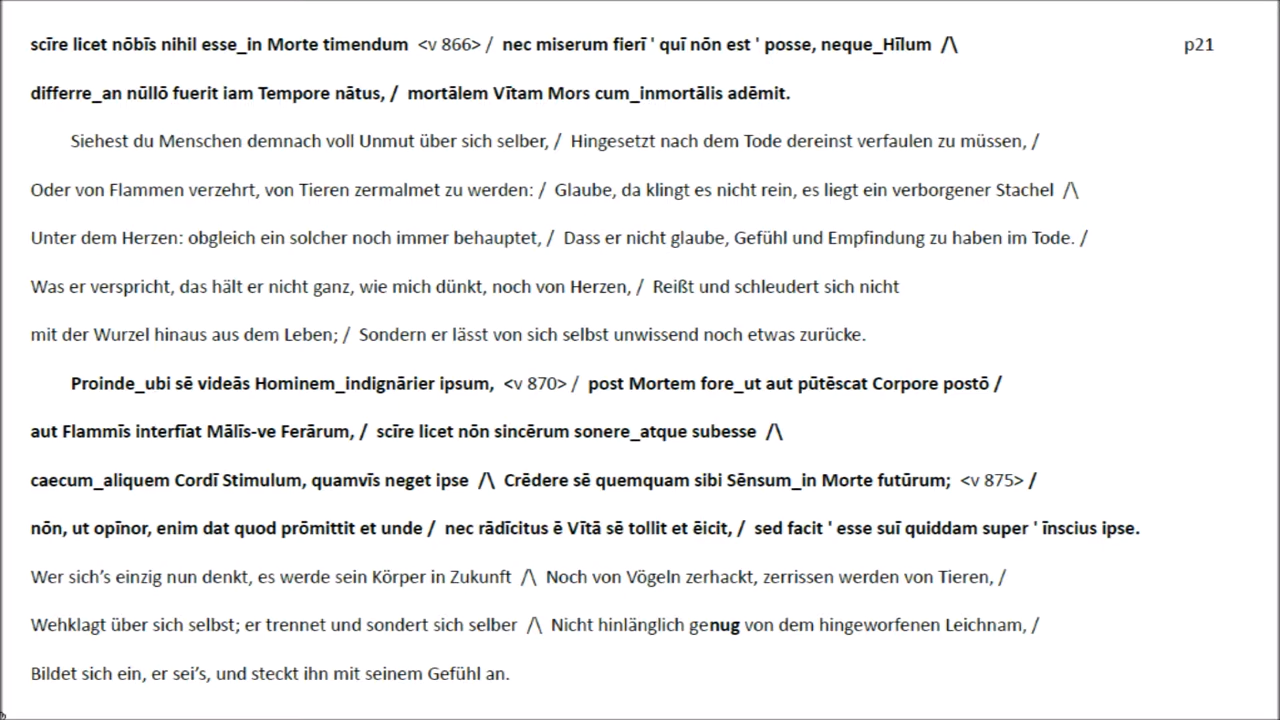 scīre licet nōbīs nihil esse_in Morte timendum <v 866> / nec miserum fierī ' quī nōn est ' posse, neque_Hīlum /\ p21
differre_an nūllō fuerit iam Tempore nātus, / mortālem Vītam Mors cum_inmortālis adēmit.
Siehest du Menschen demnach voll Unmut über sich selber, / Hingesetzt nach dem Tode dereinst verfaulen zu müssen, /
Oder von Flammen verzehrt, von Tieren zermalmet zu werden: / Glaube, da klingt es nicht rein, es liegt ein verborgener Stachel /\
Unter dem Herzen: obgleich ein solcher noch immer behauptet, / Dass er nicht glaube, Gefühl und Empfindung zu haben im Tode. /
Was er verspricht, das hält er nicht ganz, wie mich dünkt, noch von Herzen, / Reißt und schleudert sich nicht
mit der Wurzel hinaus aus dem Leben; / Sondern er lässt von sich selbst unwissend noch etwas zurücke.
Proinde_ubi sē videās Hominem_indignārier ipsum, <v 870> / post Mortem fore_ut aut pūtēscat Corpore postō /
aut Flammīs interfīat Mālīs-ve Ferārum, / scīre licet nōn sincērum sonere_atque subesse /\
caecum_aliquem Cordī Stimulum, quamvīs neget ipse /\ Crēdere sē quemquam sibi Sēnsum_in Morte futūrum; <v 875> /
nōn, ut opīnor, enim dat quod prōmittit et unde / nec rādīcitus ē Vītā sē tollit et ēicit, / sed facit ' esse suī quiddam super ' īnscius ipse.
Wer sich's einzig nun denkt, es werde sein Körper in Zukunft /\ Noch von Vögeln zerhackt, zerrissen werden von Tieren, /
Wehklagt über sich selbst; er trennet und sondert sich selber /\ Nicht hinlänglich genug von dem hingeworfenen Leichnam, /
Bildet sich ein, er sei's, und steckt ihn mit seinem Gefühl an.